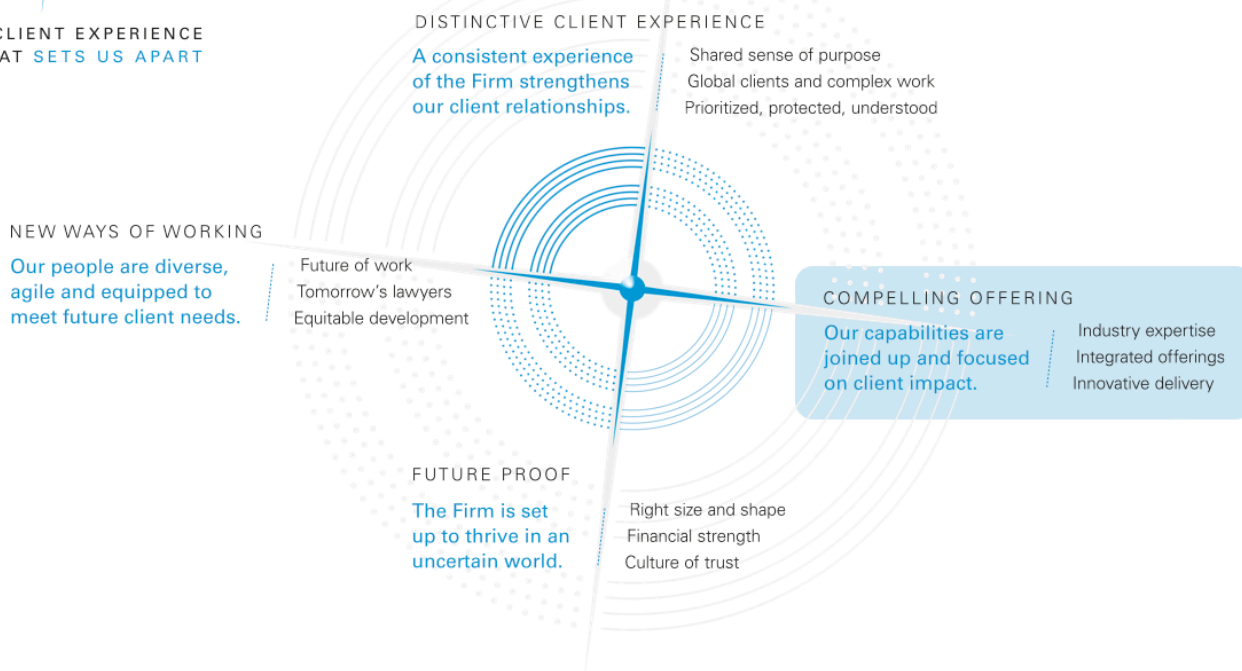 CLIENT EXPERIENCE
AT SETS US APART
DISTINCTIVE CLIENT EXPERIENCE
A consistent experience
of the Firm strengthens
our client relationships.
Shared sense of purpose
Global clients and complex work
Prioritized, protected, understood
NEW WAYS OF WORKING
Our people are diverse,
agile and equipped to
meet future client needs.
Future of work
Tomorrow's lawyers
Equitable development
COMPELLING OFFERING
Our capabilities are
joined up and focused
on client impact.
Industry expertise
Integrated offerings
Innovative delivery
FUTURE PROOF
The Firm is set
up to thrive in an
uncertain world.
Right size and shape
Financial strength
Culture of trust